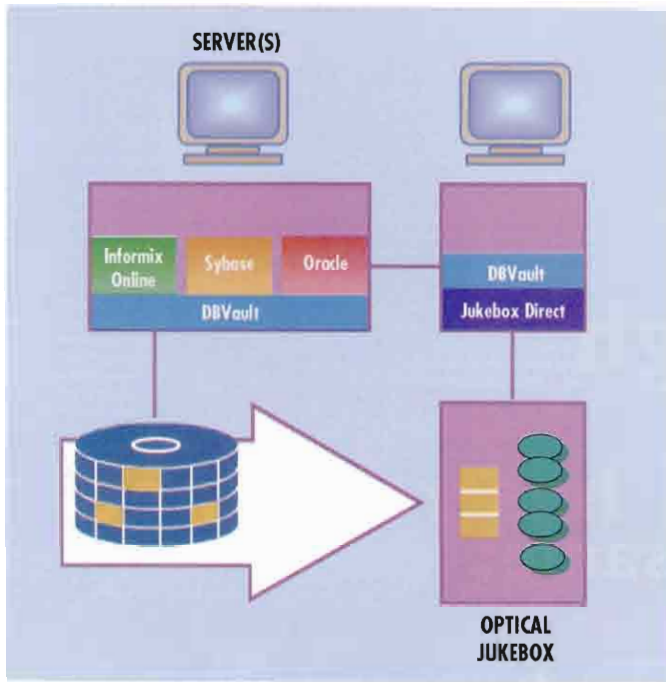 SERVER(S)
Informix
Online
Sybase
Oracle
DBVault
DBVault
Jukebox Direct
OPTICAL
JUKEBOX